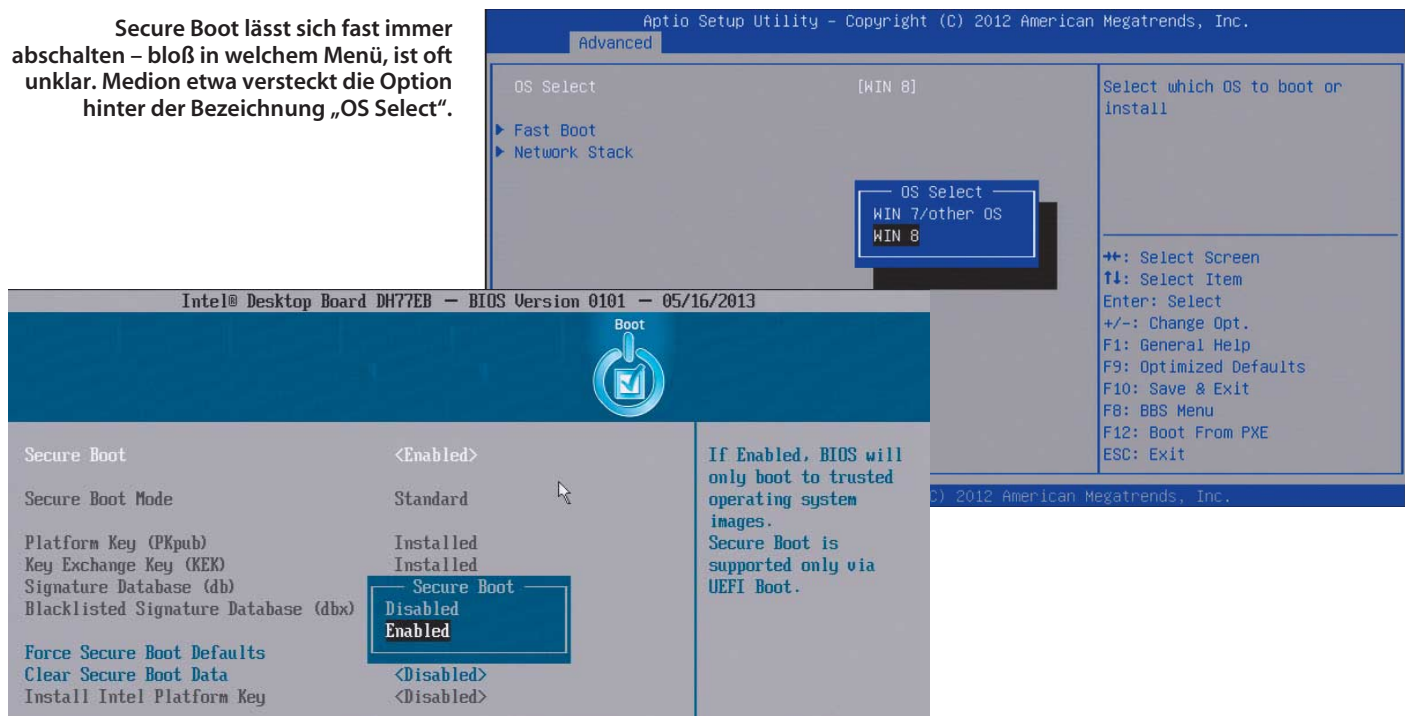 Secure Boot lässt sich fast immer
abschalten – bloß in welchem Menü, ist oft
unklar. Medion etwa versteckt die Option
hinter der Bezeichnung „OS Select“.
Aptio Setup Utility – Copyright (C) 2012 American Megatrends, Inc.
Advanced
OS Select [WIN 8]
Fast Boot
Network Stack
OS Select
WIN 7/other OS
WIN 8
Select which OS to boot or
install
→←: Select Screen
↑↓: Select Item
Enter: Select
+/-: Change Opt.
F1: General Help
F9: Optimized Defaults
F10: Save & Exit
F8: BBS Menu
F12: Boot From PXE
ESC: Exit
C) 2012 American Megatrends, Inc.
Intel® Desktop Board DH77EB — BIOS Version 0101 — 05/16/2013
Boot
Secure Boot <Enabled>
Secure Boot Mode Standard
Platform Key (PKpub) Installed
Key Exchange Key (KEK) Installed
Signature Database (db)
Blacklisted Signature Database (dbx)
Secure Boot
Disabled
Enabled
Force Secure Boot Defaults
Clear Secure Boot Data <Disabled>
Install Intel Platform Key <Disabled>
If Enabled, BIOS will
only boot to trusted
operating system
images.
Secure Boot is
supported only via
UEFI Boot.